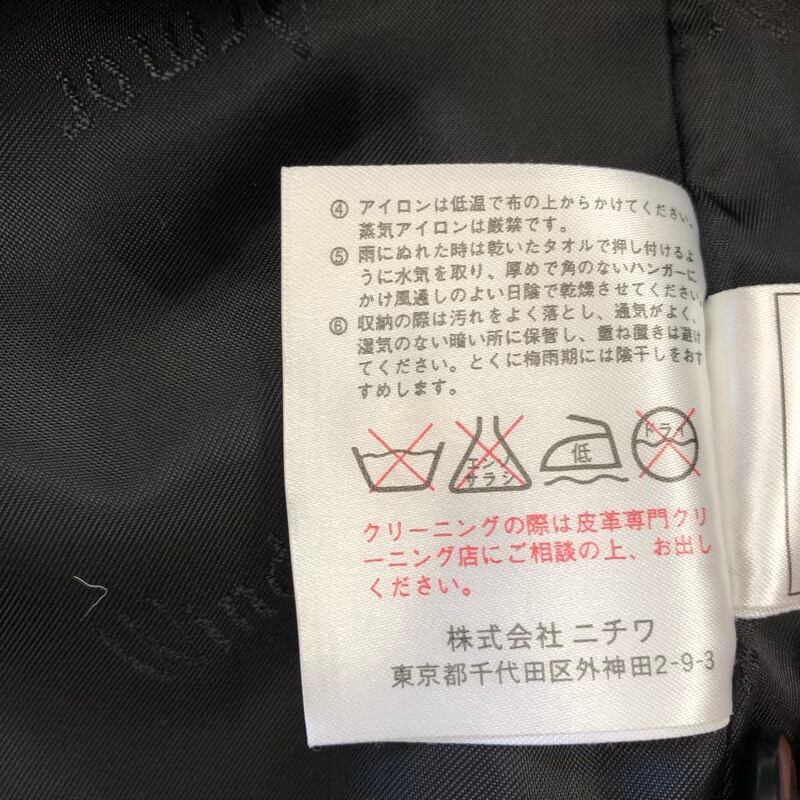 ④ アイロンは低温で布の上からかけてください。
蒸気アイロンは厳禁です。
⑤ 雨にぬれた時は乾いたタオルで押し付けるよ
うに水気を取り、厚めで角のないハンガーに
かけ風通しのよい日陰で乾燥させてください。
⑥ 収納の際は汚れをよく落とし、通気がよく、
湿気のない暗い所に保管し、重ね置きは避け
てください。とくに梅雨期には陰干しをおす
すめします。
エンソ
サラシ
低
ドライ
クリーニングの際は皮革専門クリ
ーニング店にご相談の上、お出し
ください。
株式会社 ニチワ
東京都千代田区外神田2-9-3